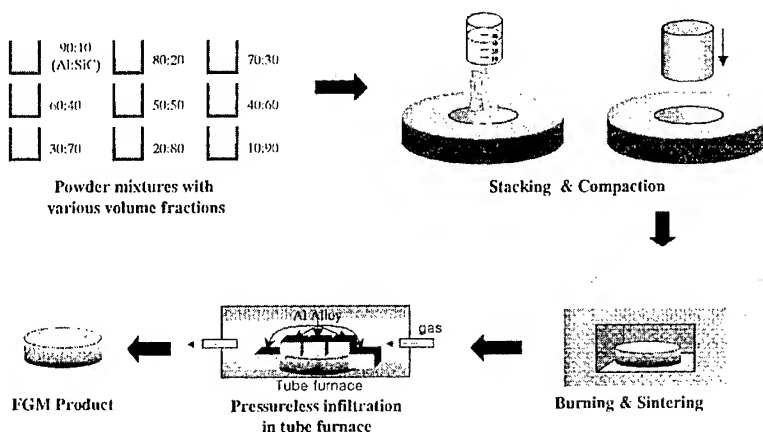 90:10
(Al:SiC)
80:20
70:30
60:40
50:50
40:60
30:70
20:80
10:90
Powder mixtures with
various volume fractions
Stacking & Compaction
Al Alloy
gas
Tube furnace
FGM Product
Pressureless infiltration
in tube furnace
Burning & Sintering